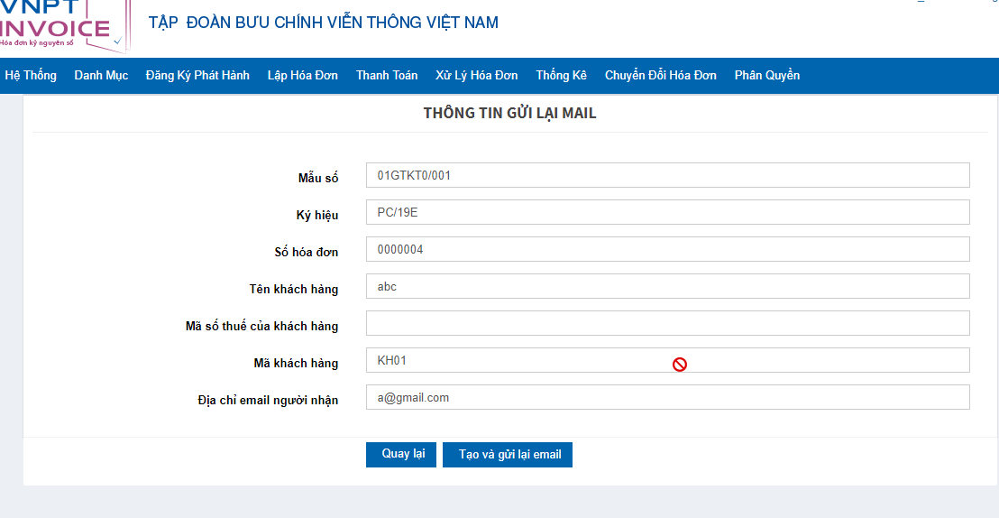 VNPT
INVOICE
Hóa đơn kỷ nguyên số
TẬP ĐOÀN BƯU CHÍNH VIỄN THÔNG VIỆT NAM
Hệ Thống Danh Mục Đăng Ký Phát Hành Lập Hóa Đơn Thanh Toán Xử Lý Hóa Đơn Thống Kê Chuyển Đổi Hóa Đơn Phân Quyền
THÔNG TIN GỬI LẠI MAIL
Mẫu số 01GTKT0/001
Ký hiệu PC/19E
Số hóa đơn 0000004
Tên khách hàng abc
Mã số thuế của khách hàng
Mã khách hàng KH01
Địa chỉ email người nhận a@gmail.com
Quay lại Tạo và gửi lại email